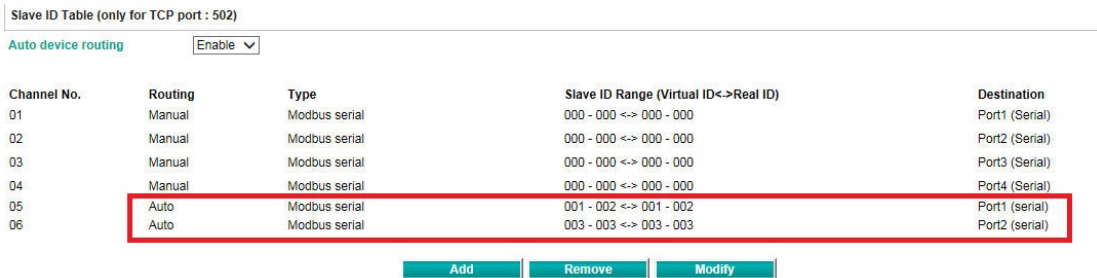 Slave ID Table (only for TCP port : 502)
Auto device routing Enable
Channel No. Routing Type Slave ID Range (Virtual ID<->Real ID) Destination
01 Manual Modbus serial 000 - 000 <-> 000 - 000 Port1 (Serial)
02 Manual Modbus serial 000 - 000 <-> 000 - 000 Port2 (Serial)
03 Manual Modbus serial 000 - 000 <-> 000 - 000 Port3 (Serial)
04 Manual Modbus serial 000 - 000 <-> 000 - 000 Port4 (Serial)
05 Auto Modbus serial 001 - 002 <-> 001 - 002 Port1 (serial)
06 Auto Modbus serial 003 - 003 <-> 003 - 003 Port2 (serial)
Add Remove Modify